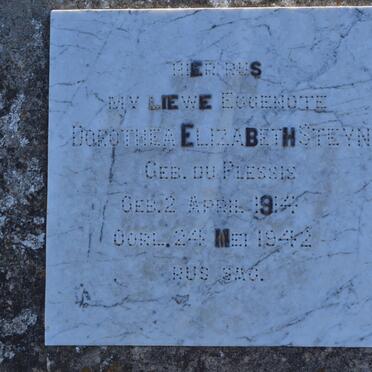 HIER RUS
MY LIEWE EGGENOTE
DOROTHEA ELIZABETH STEYN
GEB. DU PLESSIS
GEB. 2 APRIL
OORL. 24 MEI 1942
RUS SAG.